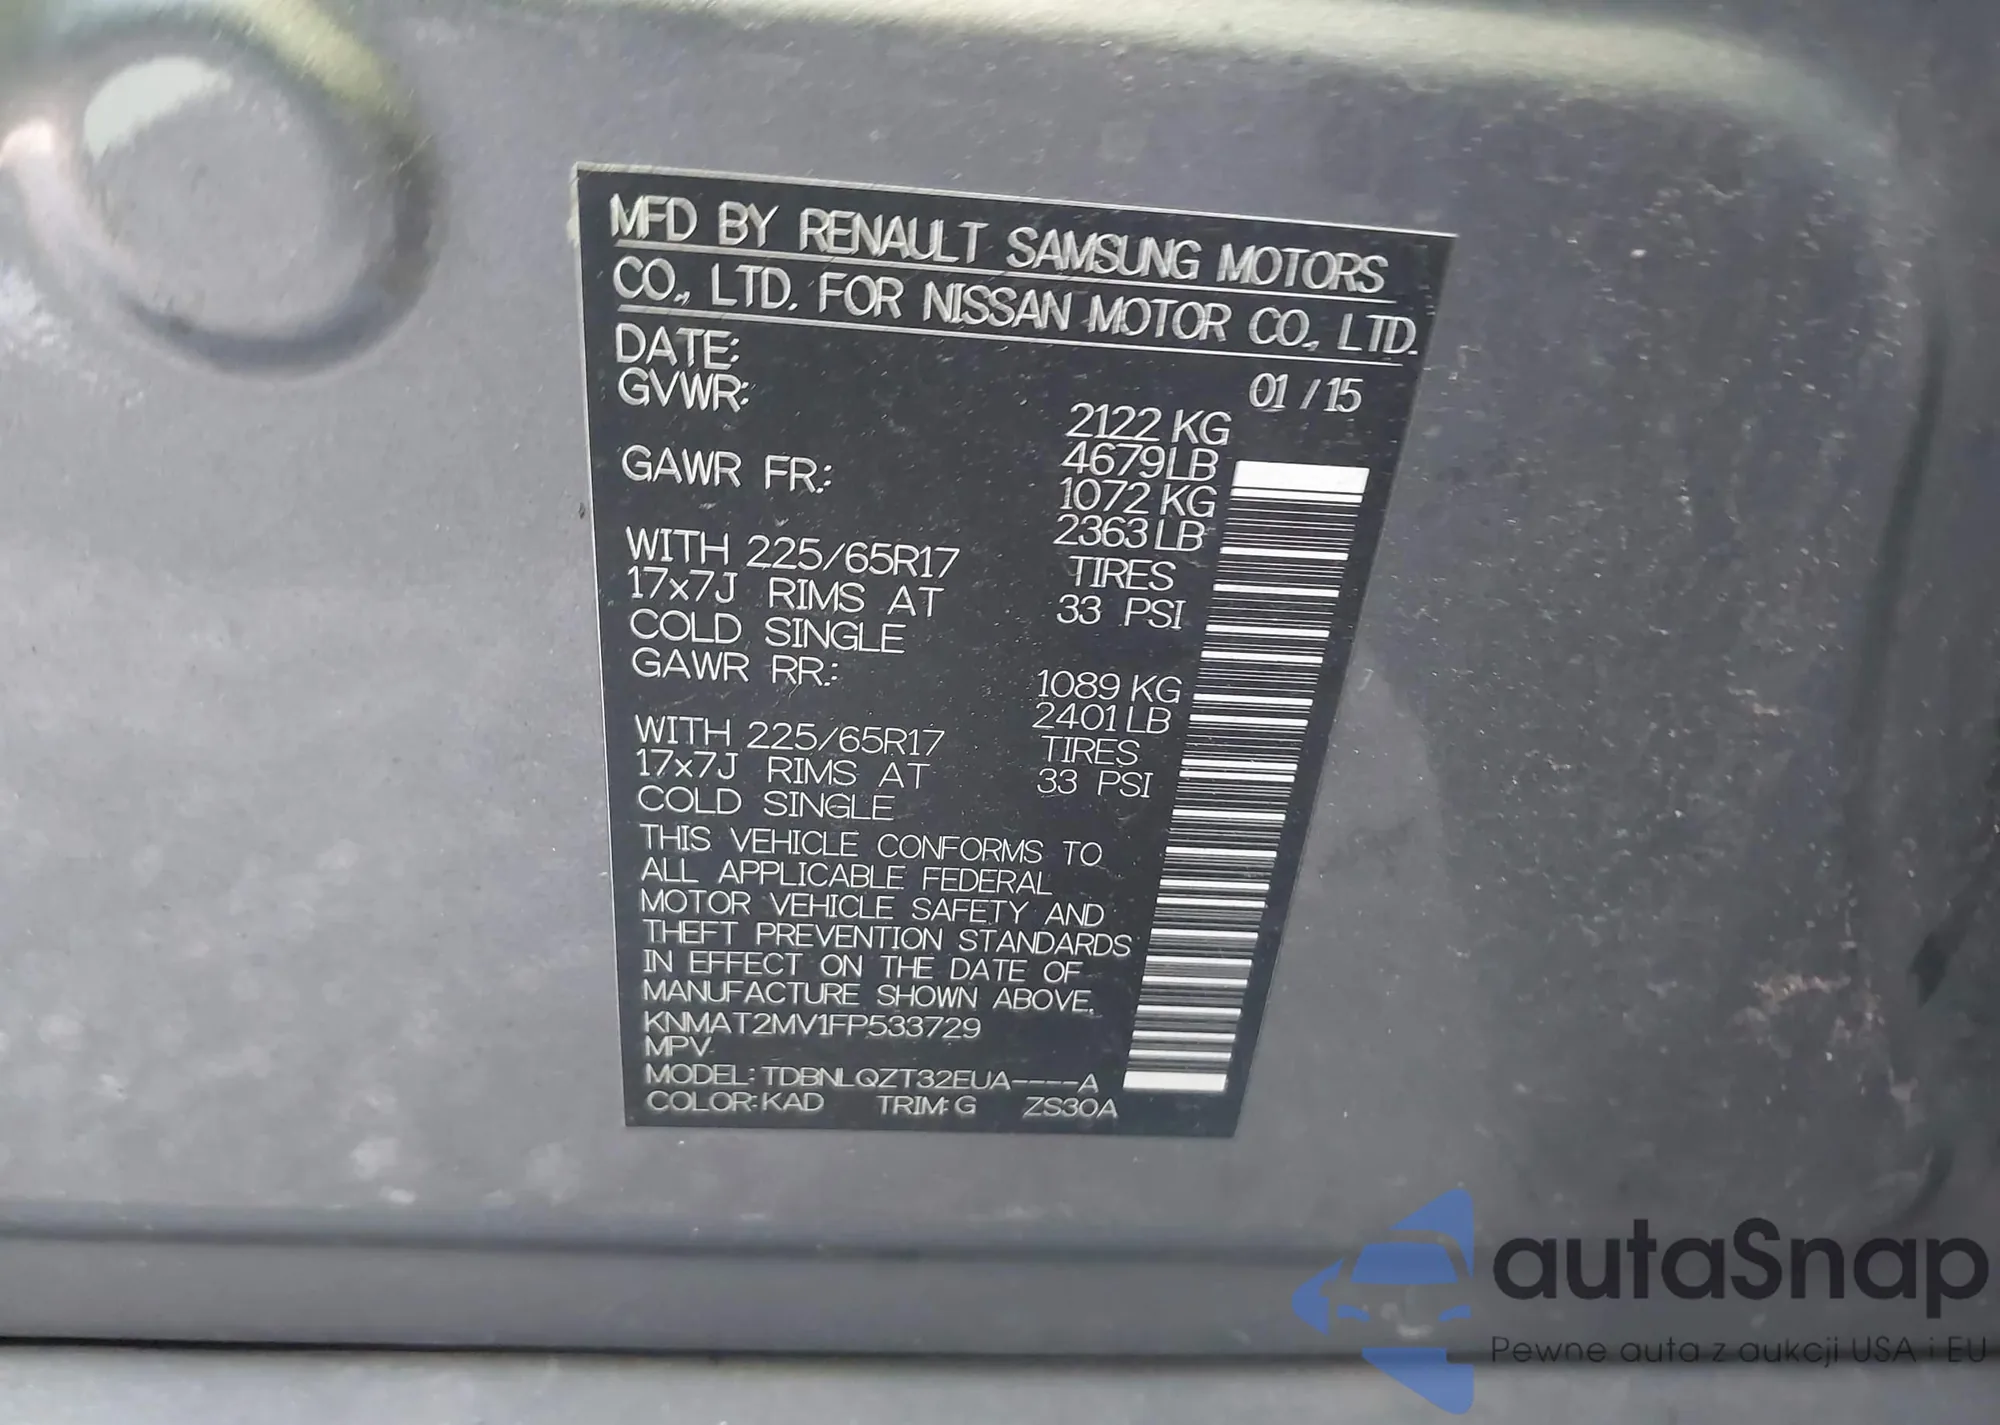 MFD BY RENAULT SAMSUNG MOTORS
CO., LTD. FOR NISSAN MOTOR CO., LTD.
DATE: 01 / 15
GVWR: 2122 KG
4679 LB
GAWR FR.: 1072 KG
2363 LB
WITH 225/65R17 TIRES
17x7J RIMS AT 33 PSI
COLD SINGLE
GAWR RR.: 1089 KG
2401 LB
WITH 225/65R17 TIRES
17x7J RIMS AT 33 PSI
COLD SINGLE
THIS VEHICLE CONFORMS TO
ALL APPLICABLE FEDERAL
MOTOR VEHICLE SAFETY AND
THEFT PREVENTION STANDARDS
IN EFFECT ON THE DATE OF
MANUFACTURE SHOWN ABOVE.
KNMAT2MV1FP533729
MPV
MODEL: TDBNLQZT32EUA----A
COLOR:KAD TRIM: G ZS30A
autaSnap
Pewne auta z aukcji USA i EU